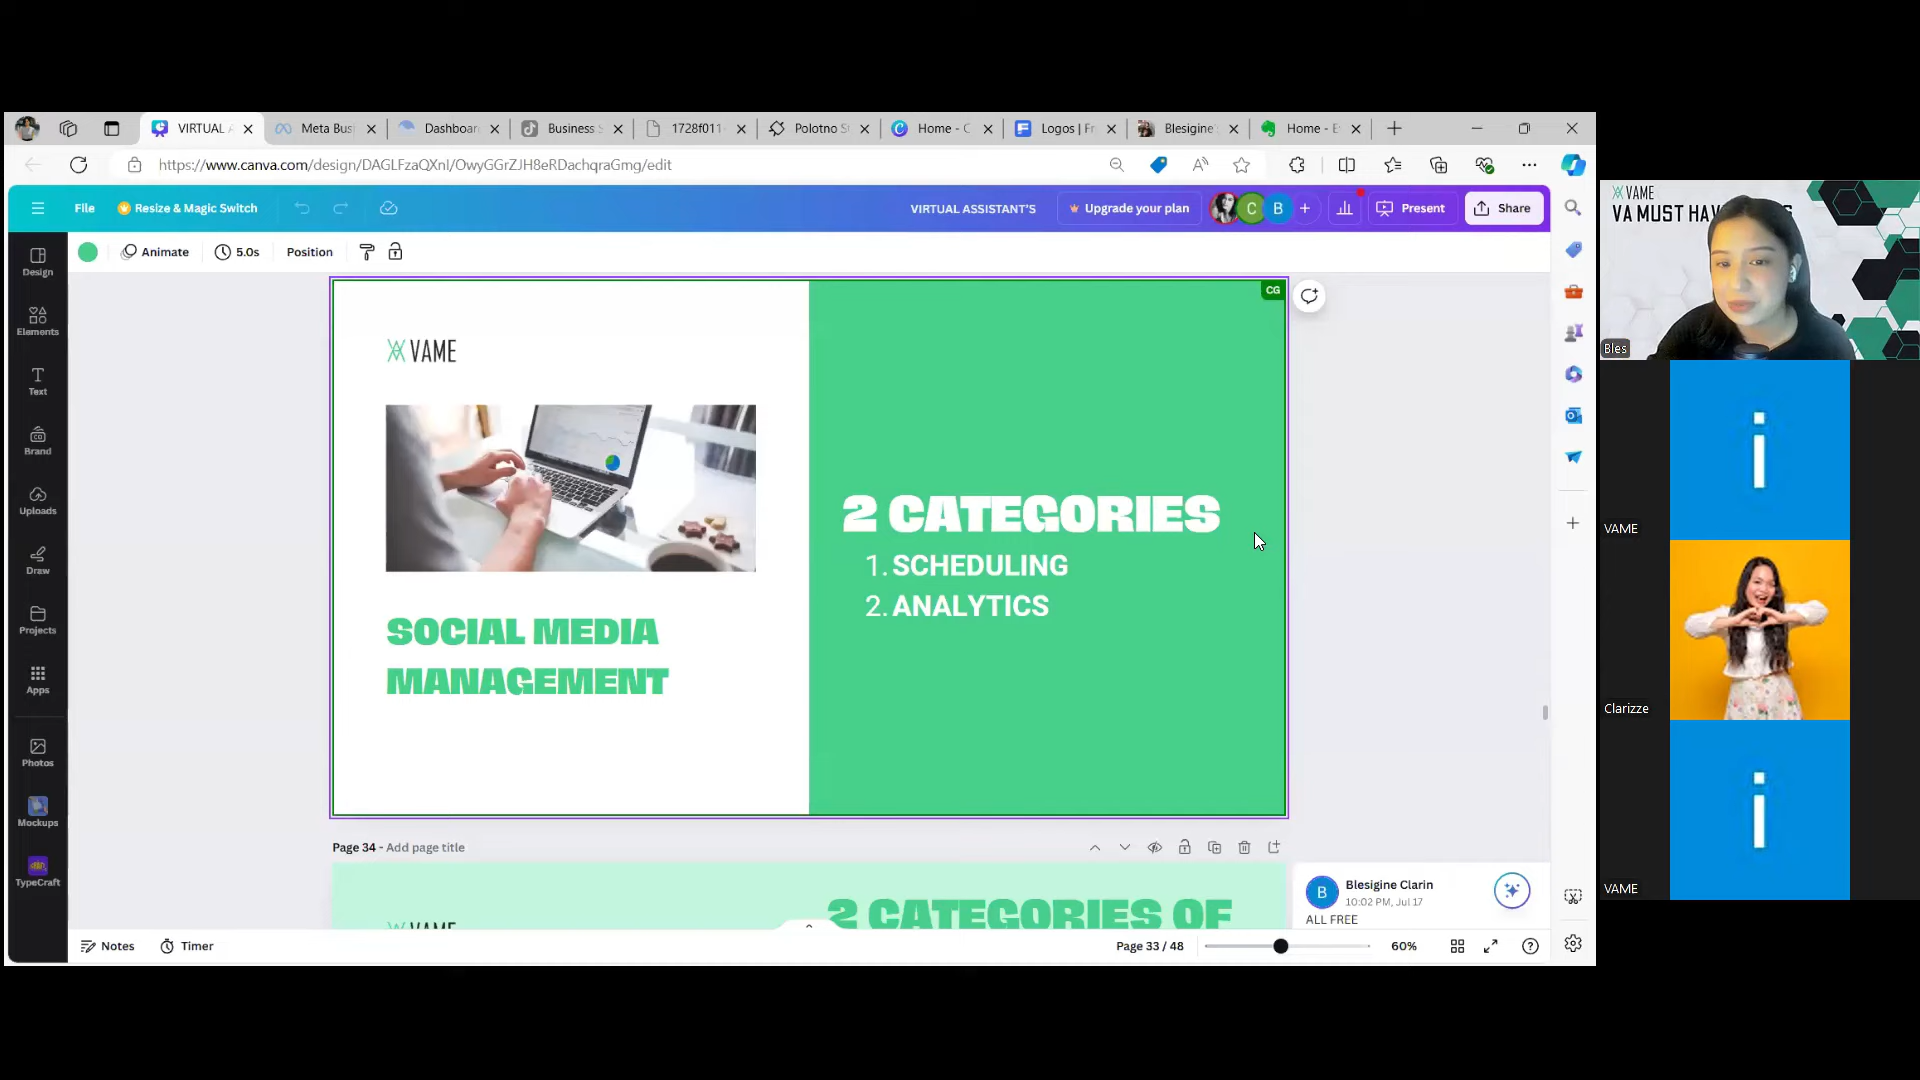 VIRTUAL A
Meta Bus
Dashboar
Business S
1728f011-
Polotno S
Home - C
Logos | Fr
Blesigine
Home - E
https://www.canva.com/design/DAGLFzaQXnI/OwyGGrZJH8eRDachqraGmg/edit
File
Resize & Magic Switch
VIRTUAL ASSISTANT'S
Upgrade your plan
C
B
Present
Share
Animate
5.0s
Position
Design
Elements
Text
Brand
Uploads
Draw
Projects
Apps
Photos
Mockups
TypeCraft
CG
VAME
SOCIAL MEDIA
MANAGEMENT
2 CATEGORIES
1. SCHEDULING
2. ANALYTICS
Page 34 - Add page title
VAME
2 CATEGORIES OF
B
Blesigine Clarin
10:02 PM, Jul 17
ALL FREE
Notes
Timer
Page 33 / 48
60%
VAME
VA MUST HAV
Bles
i
VAME
Clarizze
i
VAME